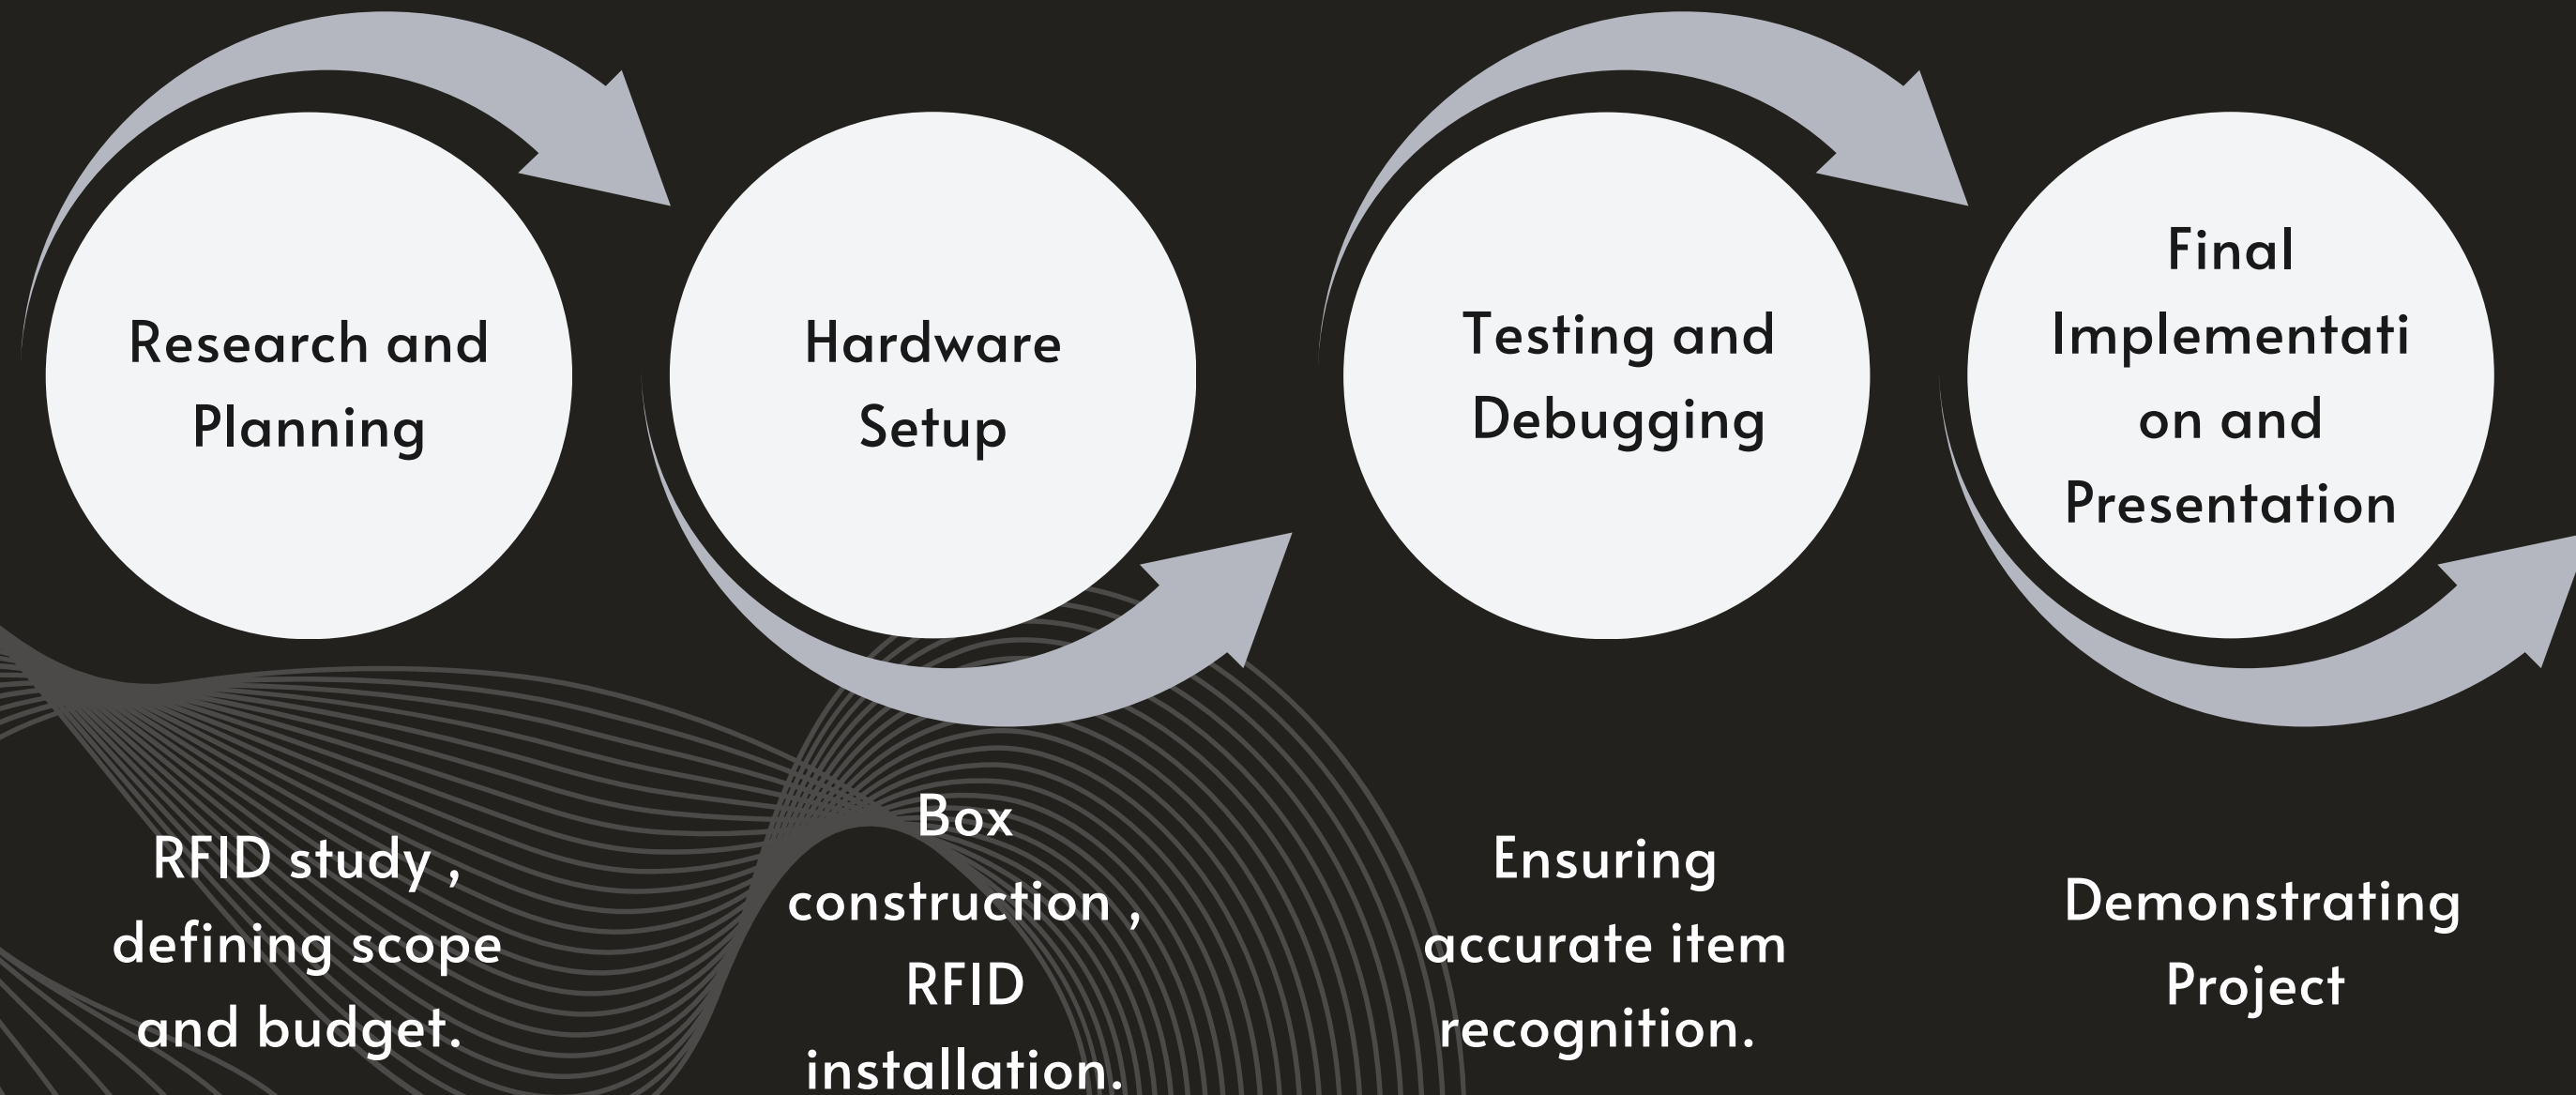 Research and
Planning
Hardware
Setup
Testing and
Debugging
Final
Implementati
on and
Presentation
RFID study ,
defining scope
and budget.
Box
construction ,
RFID
installation.
Ensuring
accurate item
recognition.
Demonstrating
Project